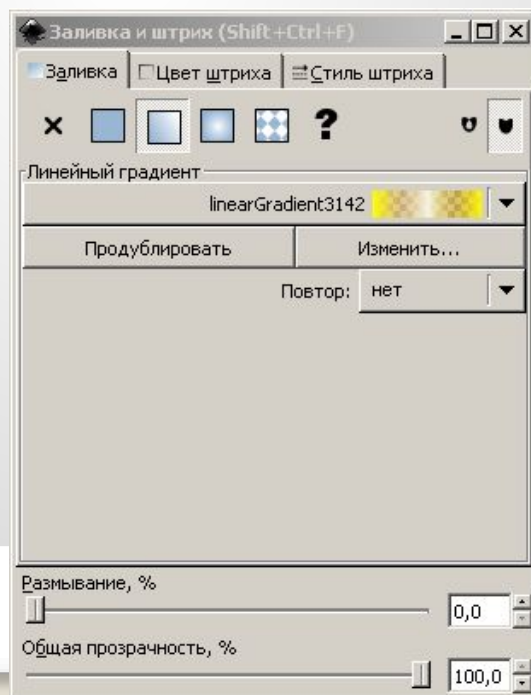 Заливка и штрих (Shift+Ctrl+F)
Заливка Цвет штриха Стиль штриха
?
Линейный градиент
linearGradient3142
Продублировать Изменить...
Повтор: нет
Размывание, %
0,0
Общая прозрачность, %
100,0